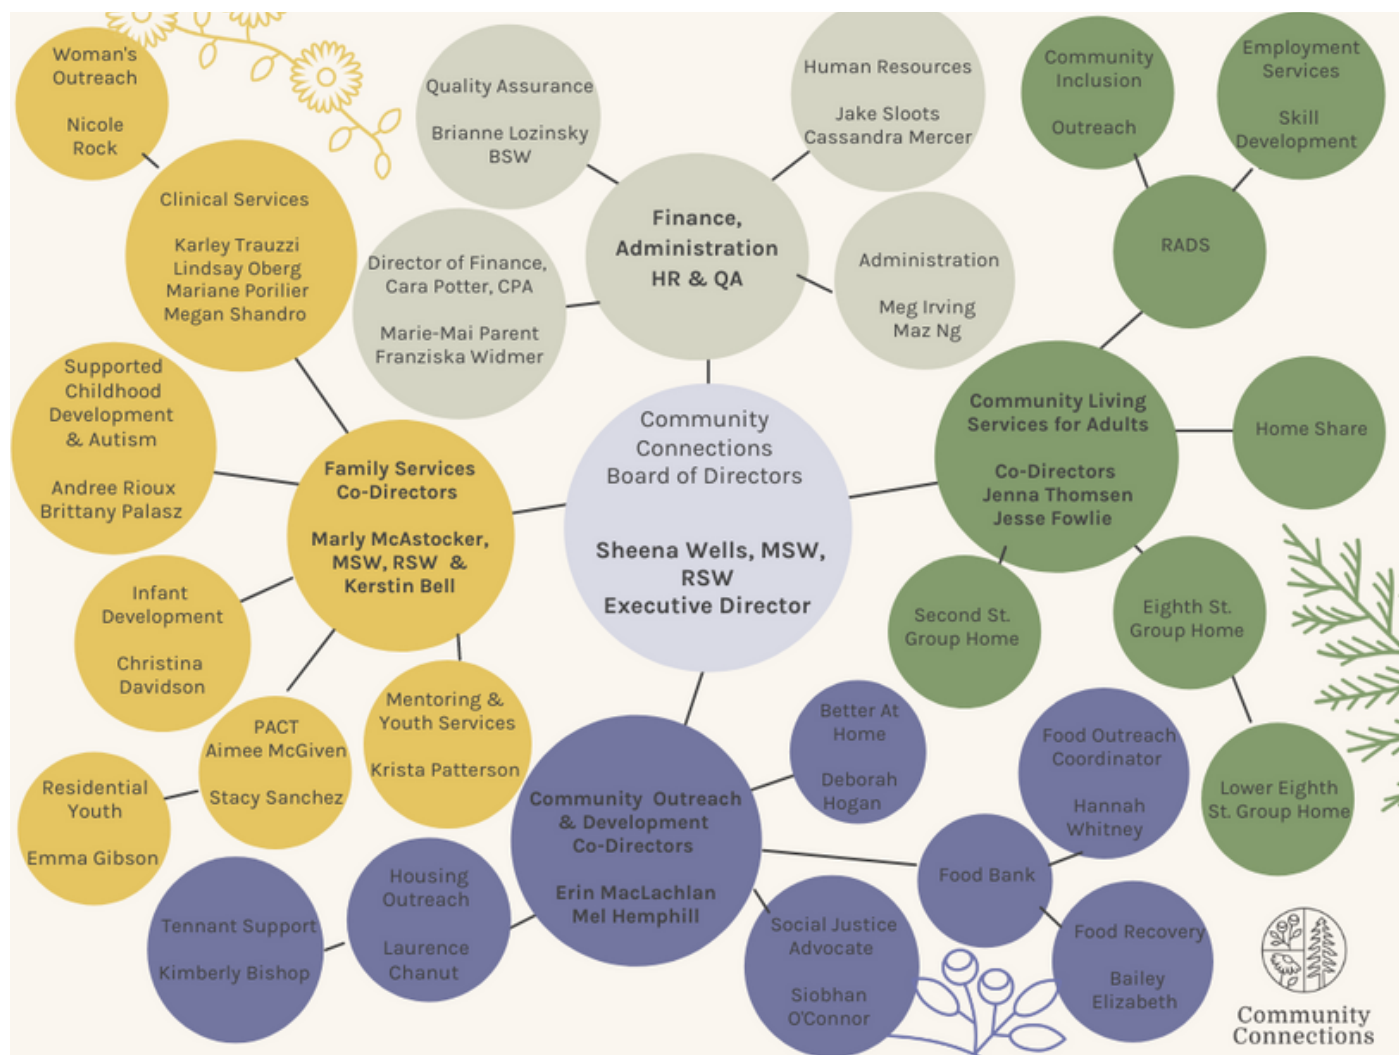 Woman's
Outreach
Nicole
Rock
Clinical Services
Karley Trauzzi
Lindsay Oberg
Mariane Porilier
Megan Shandro
Supported
Childhood
Development
& Autism
Andree Rioux
Brittany Palasz
Infant
Development
Christina
Davidson
Family Services
Co-Directors
Marly McAstocker,
MSW, RSW &
Kerstin Bell
PACT
Aimee McGiven
Stacy Sanchez
Residential
Youth
Emma Gibson
Mentoring &
Youth Services
Krista Patterson
Quality Assurance
Brianne Lozinsky
BSW
Human Resources
Jake Sloots
Cassandra Mercer
Director of Finance,
Cara Potter, CPA
Marie-Mai Parent
Franziska Widmer
Finance,
Administration
HR & QA
Administration
Meg Irving
Maz Ng
Community
Connections
Board of Directors
Sheena Wells, MSW,
RSW
Executive Director
Community
Inclusion
Outreach
Employment
Services
Skill
Development
RADS
Community Living
Services for Adults
Co-Directors
Jenna Thomsen
Jesse Fowlie
Home Share
Second St.
Group Home
Eighth St.
Group Home
Lower Eighth
St. Group Home
Community Outreach
& Development
Co-Directors
Erin MacLachlan
Mel Hemphill
Better At
Home
Deborah
Hogan
Food Outreach
Coordinator
Hannah
Whitney
Food Bank
Food Recovery
Bailey
Elizabeth
Social Justice
Advocate
Siobhan
O'Connor
Housing
Outreach
Laurence
Chanut
Tennant Support
Kimberly Bishop
Community
Connections